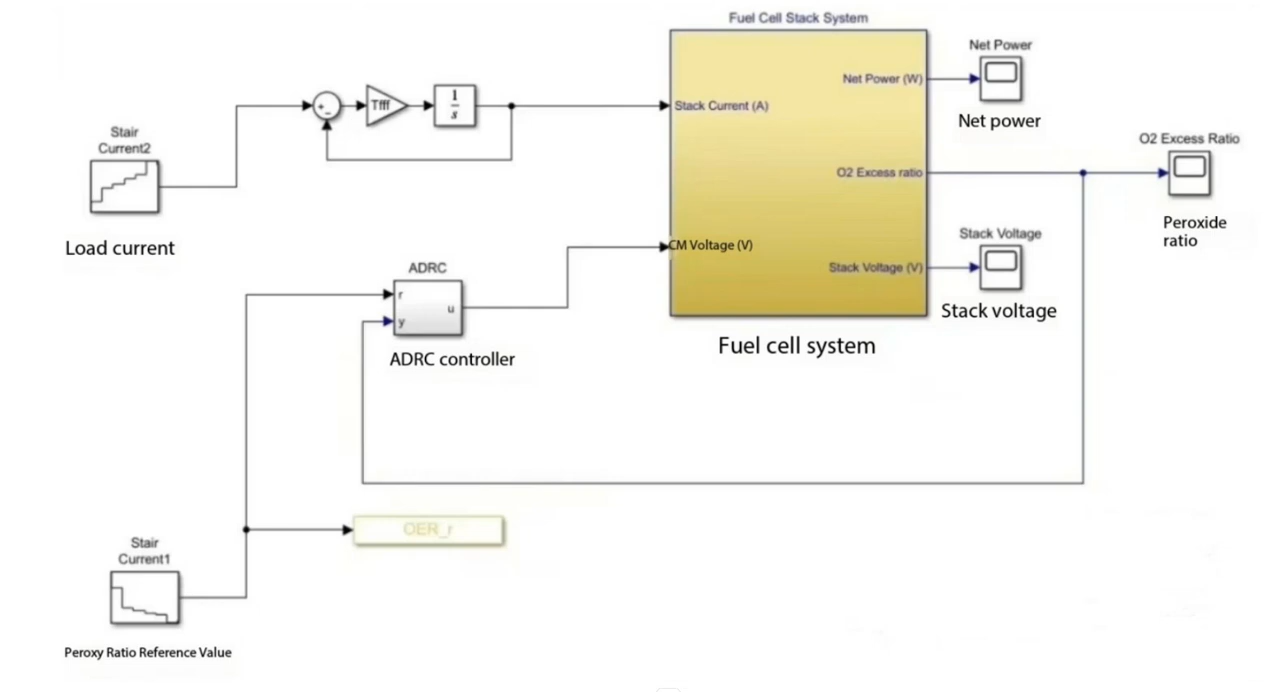 Fuel Cell Stack System
Net Power
Net Power (W)
Net power
Tfff
1
s
Stack Current (A)
Stair
Current2
O2 Excess Ratio
O2 Excess ratio
Peroxide
ratio
Load current
CM Voltage (V)
Stack Voltage
Stack Voltage (V)
Stack voltage
ADRC
r
u
y
ADRC controller
Fuel cell system
OER_r
Stair
Current1
Peroxy Ratio Reference Value